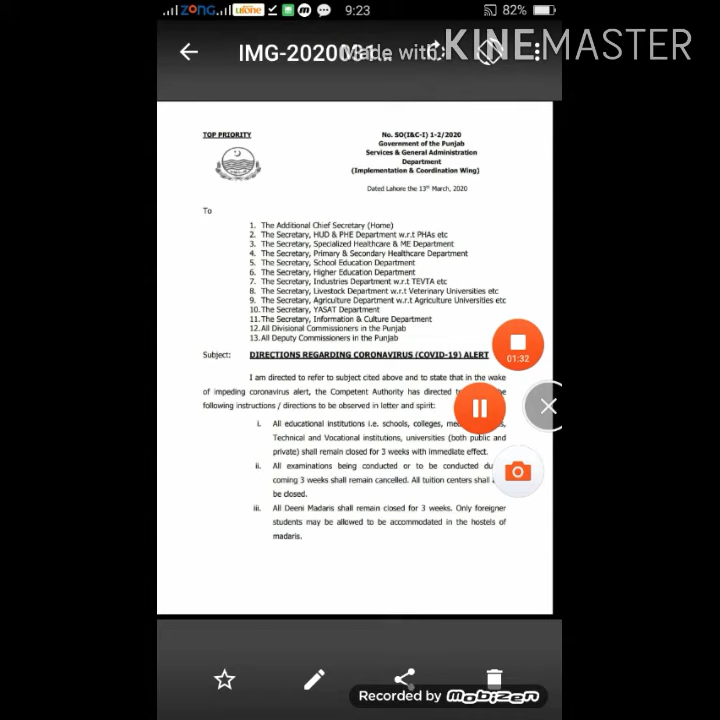 ZONG ufone 9:23 82%
IMG-2020031... Made with KINEMASTER
TOP PRIORITY
No. SO(I&C-I) 1-2/2020
Government of the Punjab
Services & General Administration
Department
(Implementation & Coordination Wing)
Dated Lahore the 13th March, 2020
To
1. The Additional Chief Secretary (Home)
2. The Secretary, HUD & PHE Department w.r.t PHAs etc
3. The Secretary, Specialized Healthcare & ME Department
4. The Secretary, Primary & Secondary Healthcare Department
5. The Secretary, School Education Department
6. The Secretary, Higher Education Department
7. The Secretary, Industries Department w.r.t TEVTA etc
8. The Secretary, Livestock Department w.r.t Veterinary Universities etc
9. The Secretary, Agriculture Department w.r.t Agriculture Universities etc
10. The Secretary, YASAT Department
11. The Secretary, Information & Culture Department
12. All Divisional Commissioners in the Punjab
13. All Deputy Commissioners in the Punjab
Subject: DIRECTIONS REGARDING CORONAVIRUS (COVID-19) ALERT
01:32
I am directed to refer to subject cited above and to state that in the wake
of impeding coronavirus alert, the Competent Authority has directed
following instructions / directions to be observed in letter and spirit:
i. All educational institutions i.e. schools, colleges,
Technical and Vocational institutions, universities (both public and
private) shall remain closed for 3 weeks with immediate effect.
ii. All examinations being conducted or to be conducted
coming 3 weeks shall remain cancelled. All tuition centers shall
be closed.
iii. All Deeni Madaris shall remain closed for 3 weeks. Only foreigner
students may be allowed to be accommodated in the hostels of
madaris.
Recorded by Mobizen